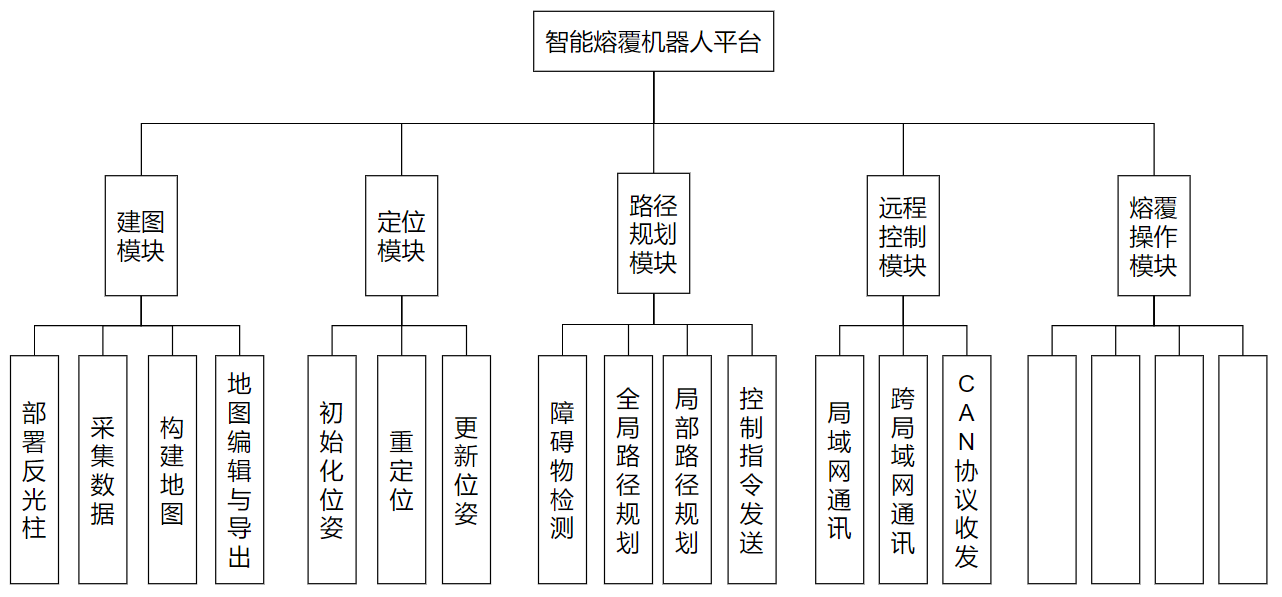 智能熔覆机器人平台
建图
模块
定位
模块
路径
规划
模块
远程
控制
模块
熔覆
操作
模块
部署反光柱
采集数据
构建地图
地图编辑与导出
初始化位姿
重定位
更新位姿
障碍物检测
全局路径规划
局部路径规划
控制指令发送
局域网通讯
跨局域网通讯
CAN协议收发